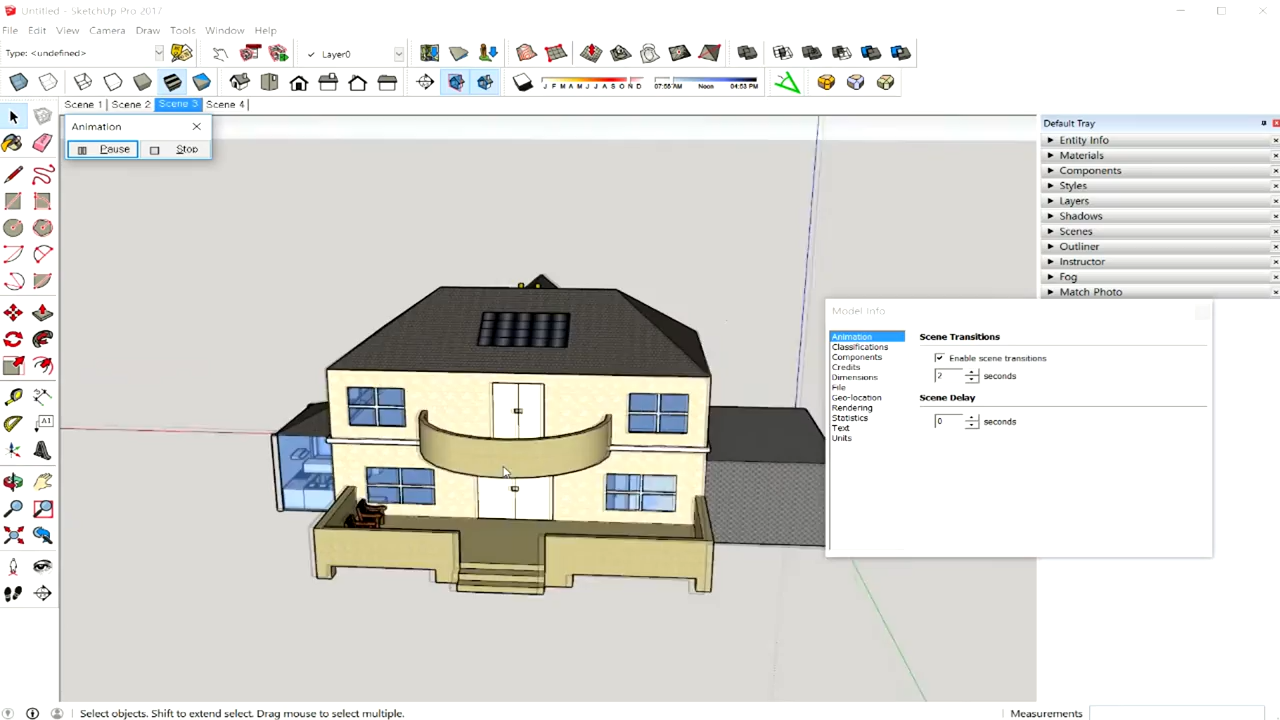 Untitled - SketchUp Pro 2017
File Edit View Camera Draw Tools Window Help
Type: <undefined>
Layer0
J F M A M J J A S O N D
07:56 AM Noon 04:53 PM
Scene 1 Scene 2 Scene 3 Scene 4
Animation
Pause Stop
Default Tray
Entity Info
Materials
Components
Styles
Layers
Shadows
Scenes
Outliner
Instructor
Fog
Match Photo
Model Info
Animation
Classifications
Components
Credits
Dimensions
File
Geo-location
Rendering
Statistics
Text
Units
Scene Transitions
Enable scene transitions
2 seconds
Scene Delay
0 seconds
Select objects. Shift to extend select. Drag mouse to select multiple.
Measurements